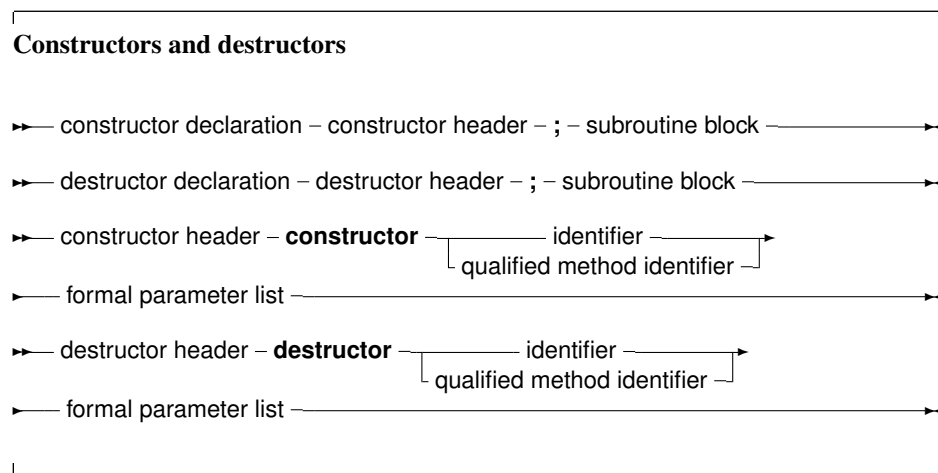 Constructors and destructors
constructor declaration – constructor header – ; – subroutine block
destructor declaration – destructor header – ; – subroutine block
constructor header – constructor identifier
qualified method identifier
formal parameter list
destructor header – destructor identifier
qualified method identifier
formal parameter list